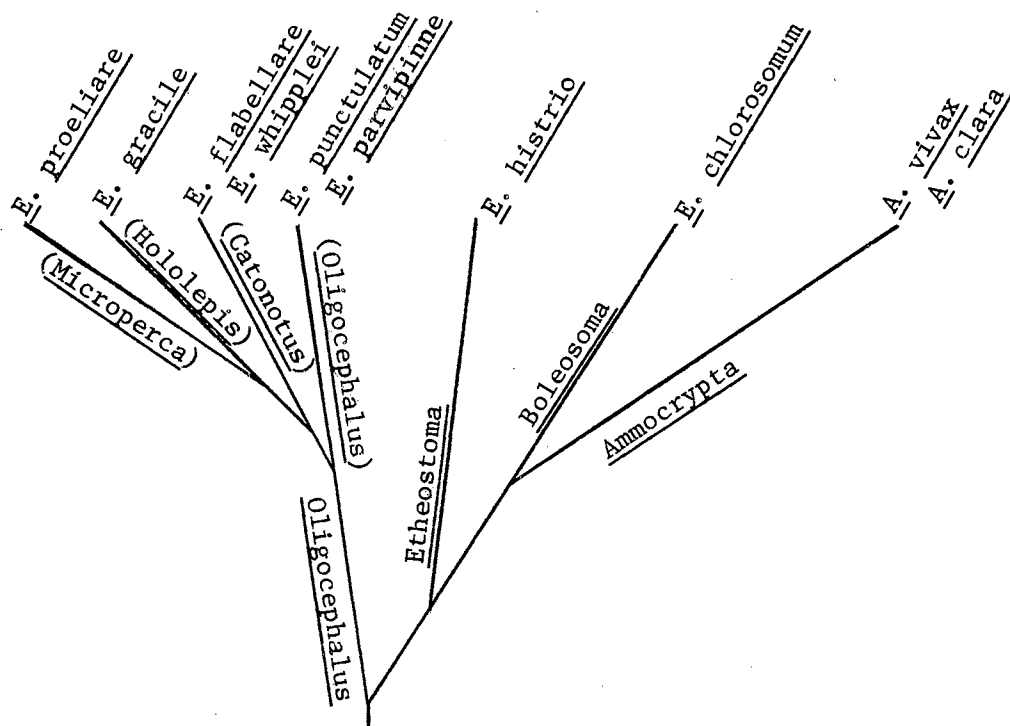 E. proeliare
E. gracile
E. flabellare
E. whipplei
E. punctulatum
E. parvipinne
E. histrio
E. chlorosomum
A. vivax
A. clara
(Microperca)
(Hololepis)
(Catonotus)
(Oligocephalus)
Oligocephalus
Etheostoma
Boleosoma
Ammocrypta